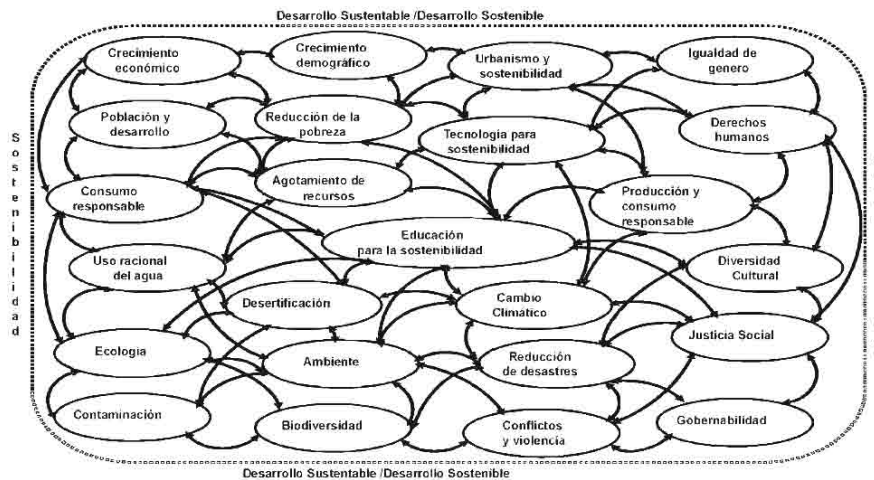 Desarrollo Sustentable /Desarrollo Sostenible
Sostenibilidad
Crecimiento
económico
Crecimiento
demográfico
Urbanismo y
sostenibilidad
Igualdad de
genero
Población y
desarrollo
Reducción de la
pobreza
Tecnología para
sostenibilidad
Derechos
humanos
Consumo
responsable
Agotamiento de
recursos
Producción y
consumo
responsable
Educación
para la sostenibilidad
Uso racional
del agua
Diversidad
Cultural
Desertificación
Cambio
Climático
Ecología
Ambiente
Reducción
de desastres
Justicia Social
Contaminación
Biodiversidad
Conflictos
y violencia
Gobernabilidad
Desarrollo Sustentable /Desarrollo Sostenible